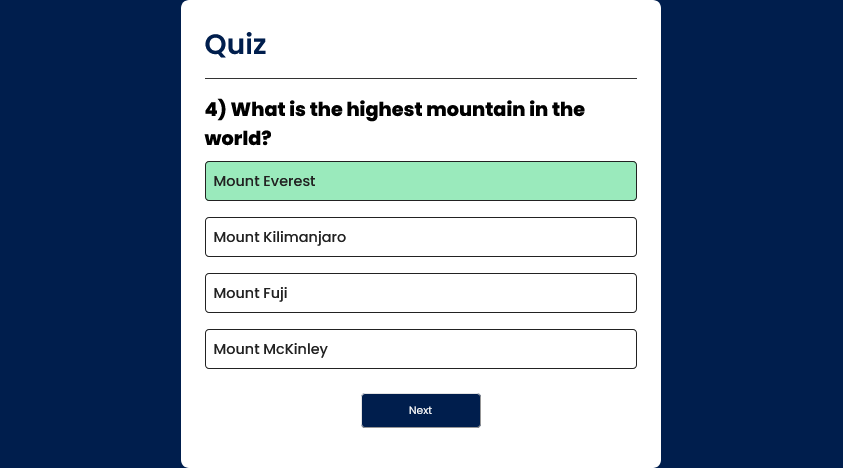 Quiz
4) What is the highest mountain in the
world?
Mount Everest
Mount Kilimanjaro
Mount Fuji
Mount McKinley
Next